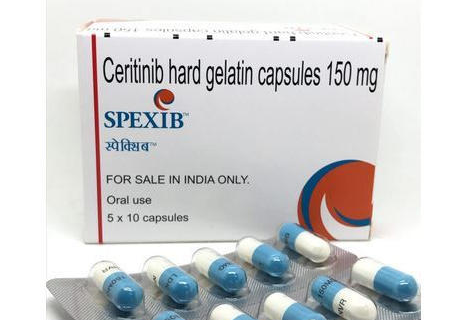 Ceritinib hard gelatin capsules 150 mg
SPEXIB™
स्पेक्सिब™
FOR SALE IN INDIA ONLY.
Oral use
5 x 10 capsules